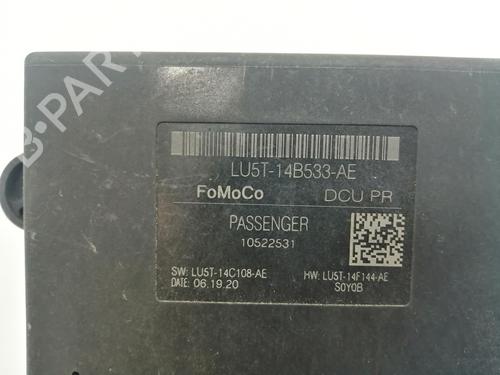 B-PARTS
LU5T-14B533-AE
FoMoCo DCU PR
PASSENGER
10522531
SW: LU5T-14C108-AE HW: LU5T-14F144-AE
DATE: 06.19.20 S0Y0B